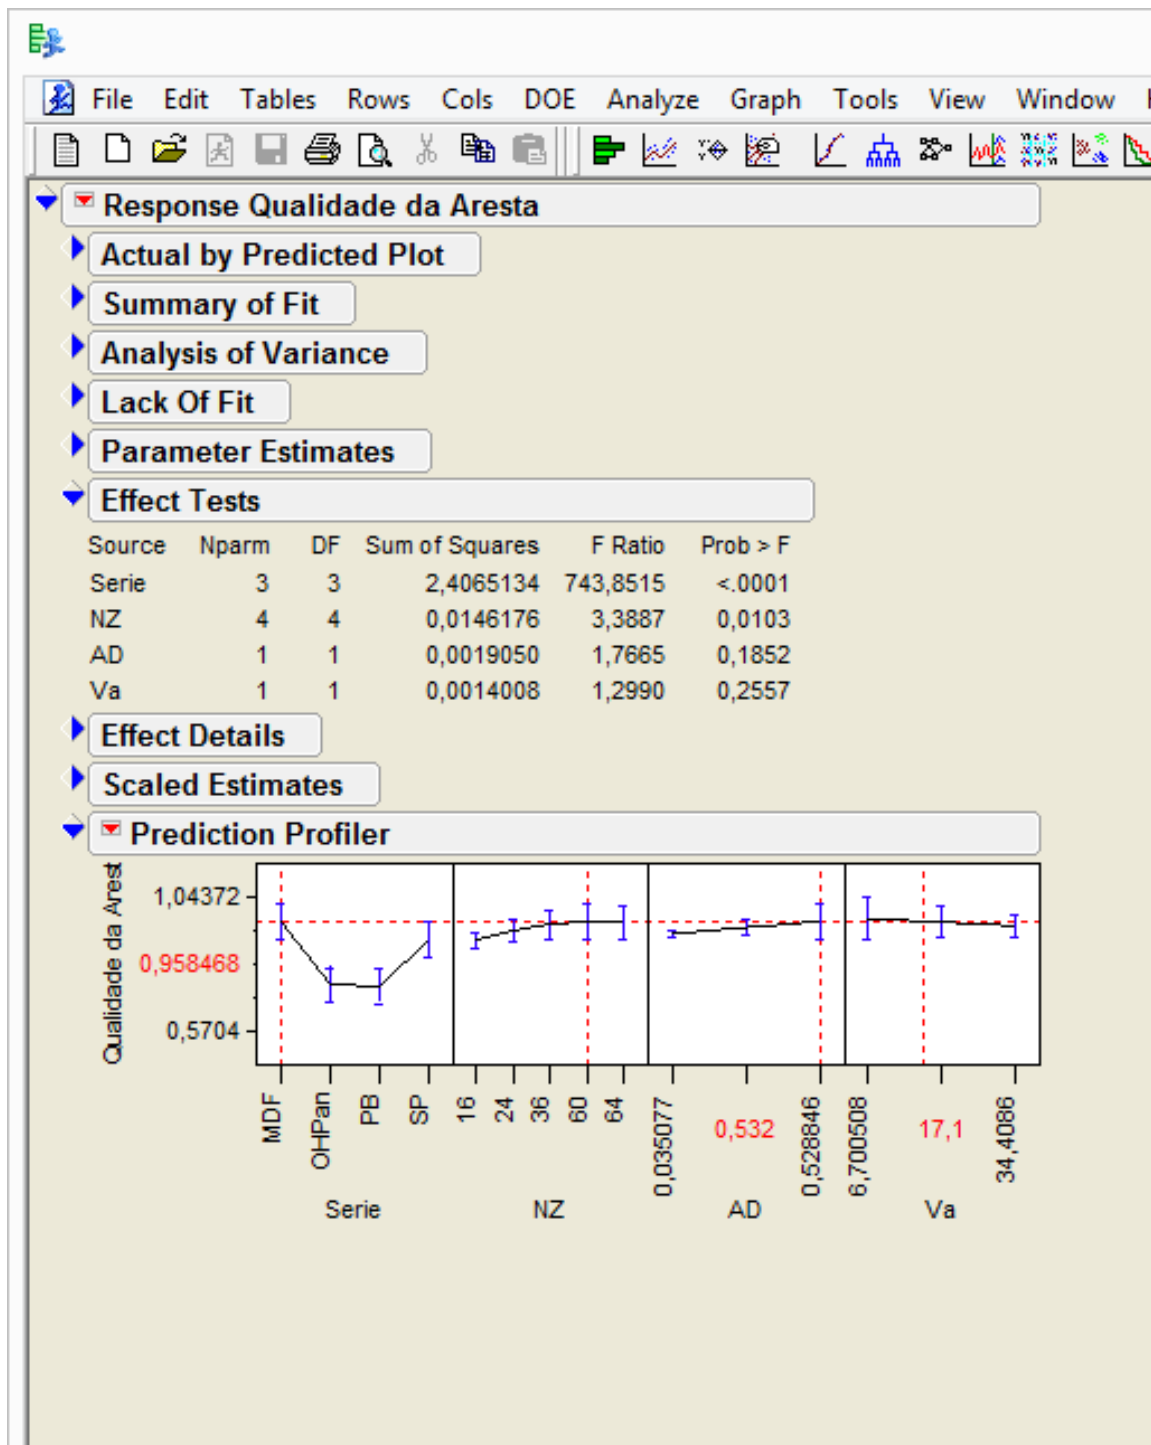 File Edit Tables Rows Cols DOE Analyze Graph Tools View Window
Response Qualidade da Aresta
Actual by Predicted Plot
Summary of Fit
Analysis of Variance
Lack Of Fit
Parameter Estimates
Effect Tests
Source Nparm DF Sum of Squares F Ratio Prob > F
Serie 3 3 2,4065134 743,8515 <.0001
NZ 4 4 0,0146176 3,3887 0,0103
AD 1 1 0,0019050 1,7665 0,1852
Va 1 1 0,0014008 1,2990 0,2557
Effect Details
Scaled Estimates
Prediction Profiler
Qualidade da Arest
1,04372
0,958468
0,5704
MDF OHPan PB SP 16 24 36 60 64 0,035077 0,532 0,528846 6,700508 17,1 34,4086
Serie NZ AD Va